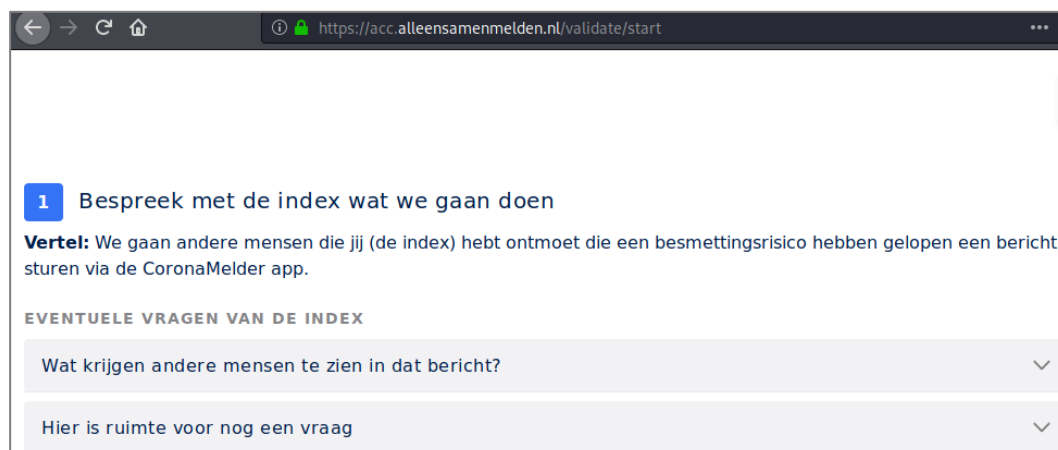 https://acc.alleensamenmelden.nl/validate/start
1 Bespreek met de index wat we gaan doen
Vertel: We gaan andere mensen die jij (de index) hebt ontmoet die een besmettingsrisico hebben gelopen een bericht
sturen via de CoronaMelder app.
EVENTUELE VRAGEN VAN DE INDEX
Wat krijgen andere mensen te zien in dat bericht?
Hier is ruimte voor nog een vraag